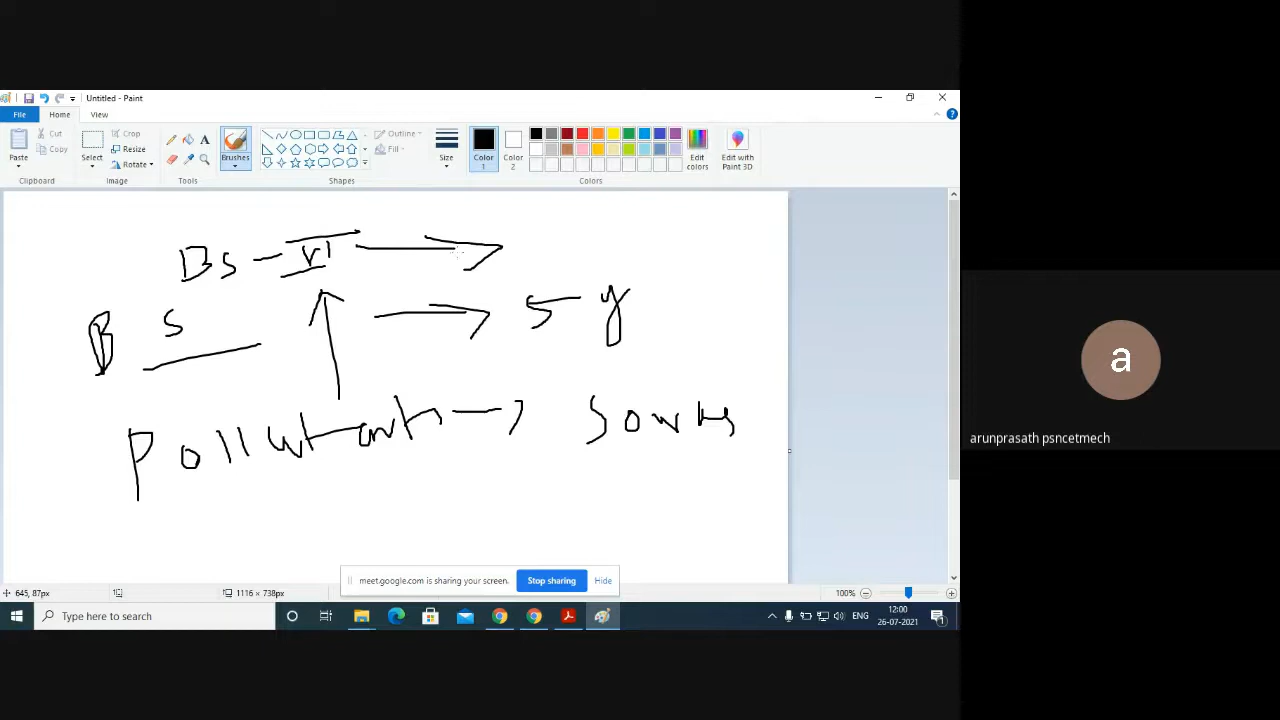 Untitled - Paint
File Home View
Paste Cut Copy Clipboard
Select Crop Resize Rotate Image
Tools
Brushes
Shapes Outline Fill
Size
Color 1 Color 2 Edit colors Edit with Paint 3D Colors
BS - VI
B S 5 y
Pollutants
meet.google.com is sharing your screen. Stop sharing Hide
645, 87px 1116 × 738px 100%
Type here to search ENG 12:00 26-07-2021
a
arunprasath psncetmech